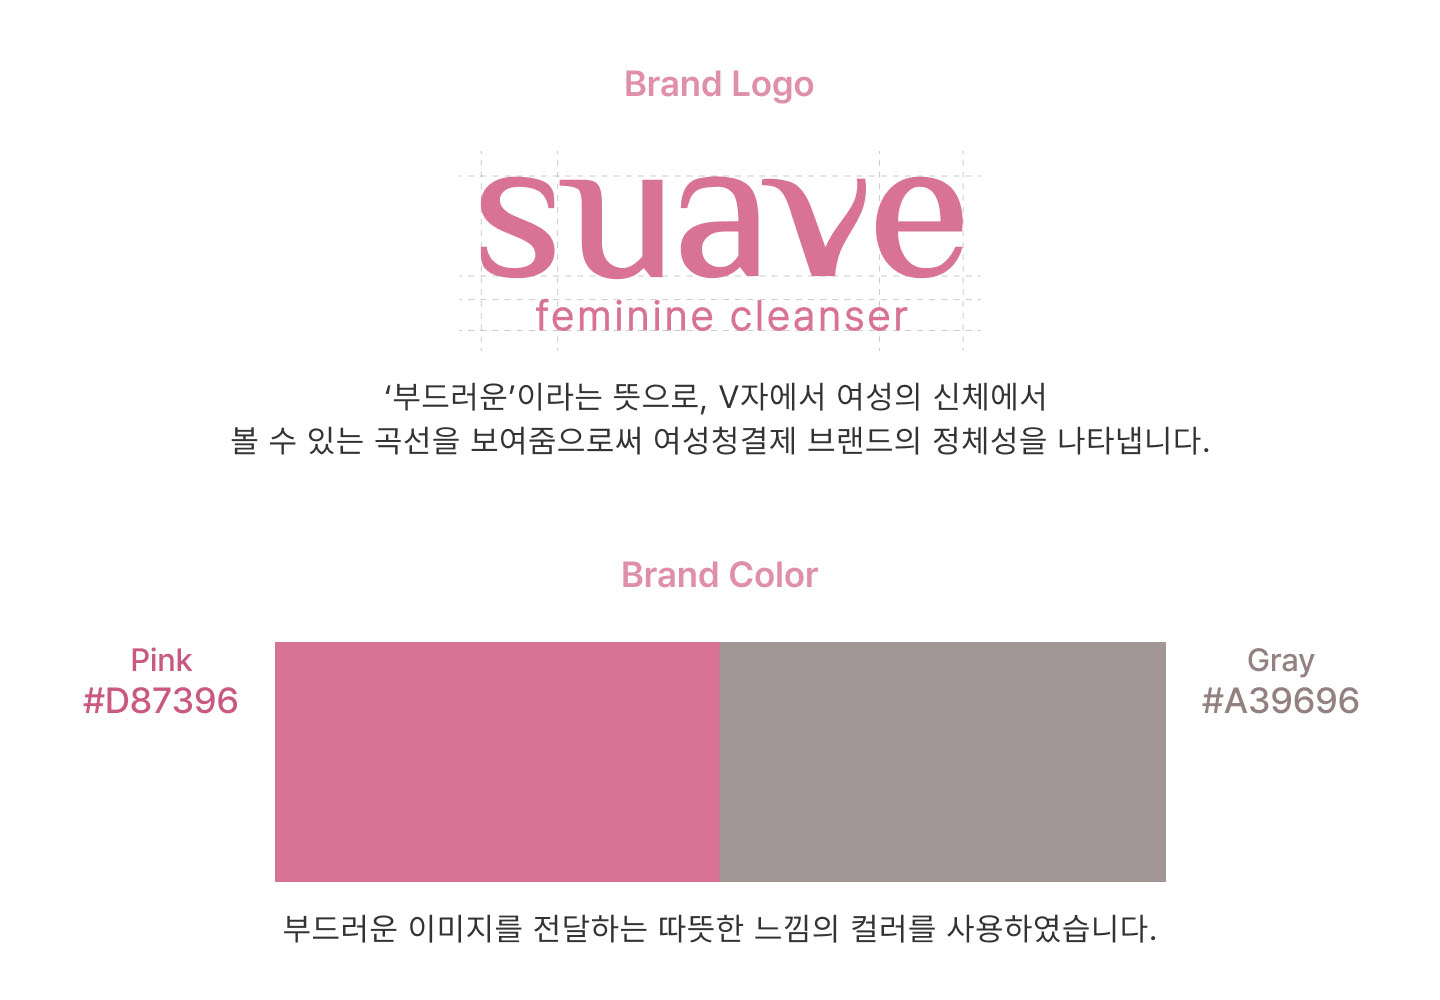 Brand Logo
suave
feminine cleanser
‘부드러운’이라는 뜻으로, V자에서 여성의 신체에서
볼 수 있는 곡선을 보여줌으로써 여성청결제 브랜드의 정체성을 나타냅니다.
Brand Color
Pink
#D87396
Gray
#A39696
부드러운 이미지를 전달하는 따뜻한 느낌의 컬러를 사용하였습니다.